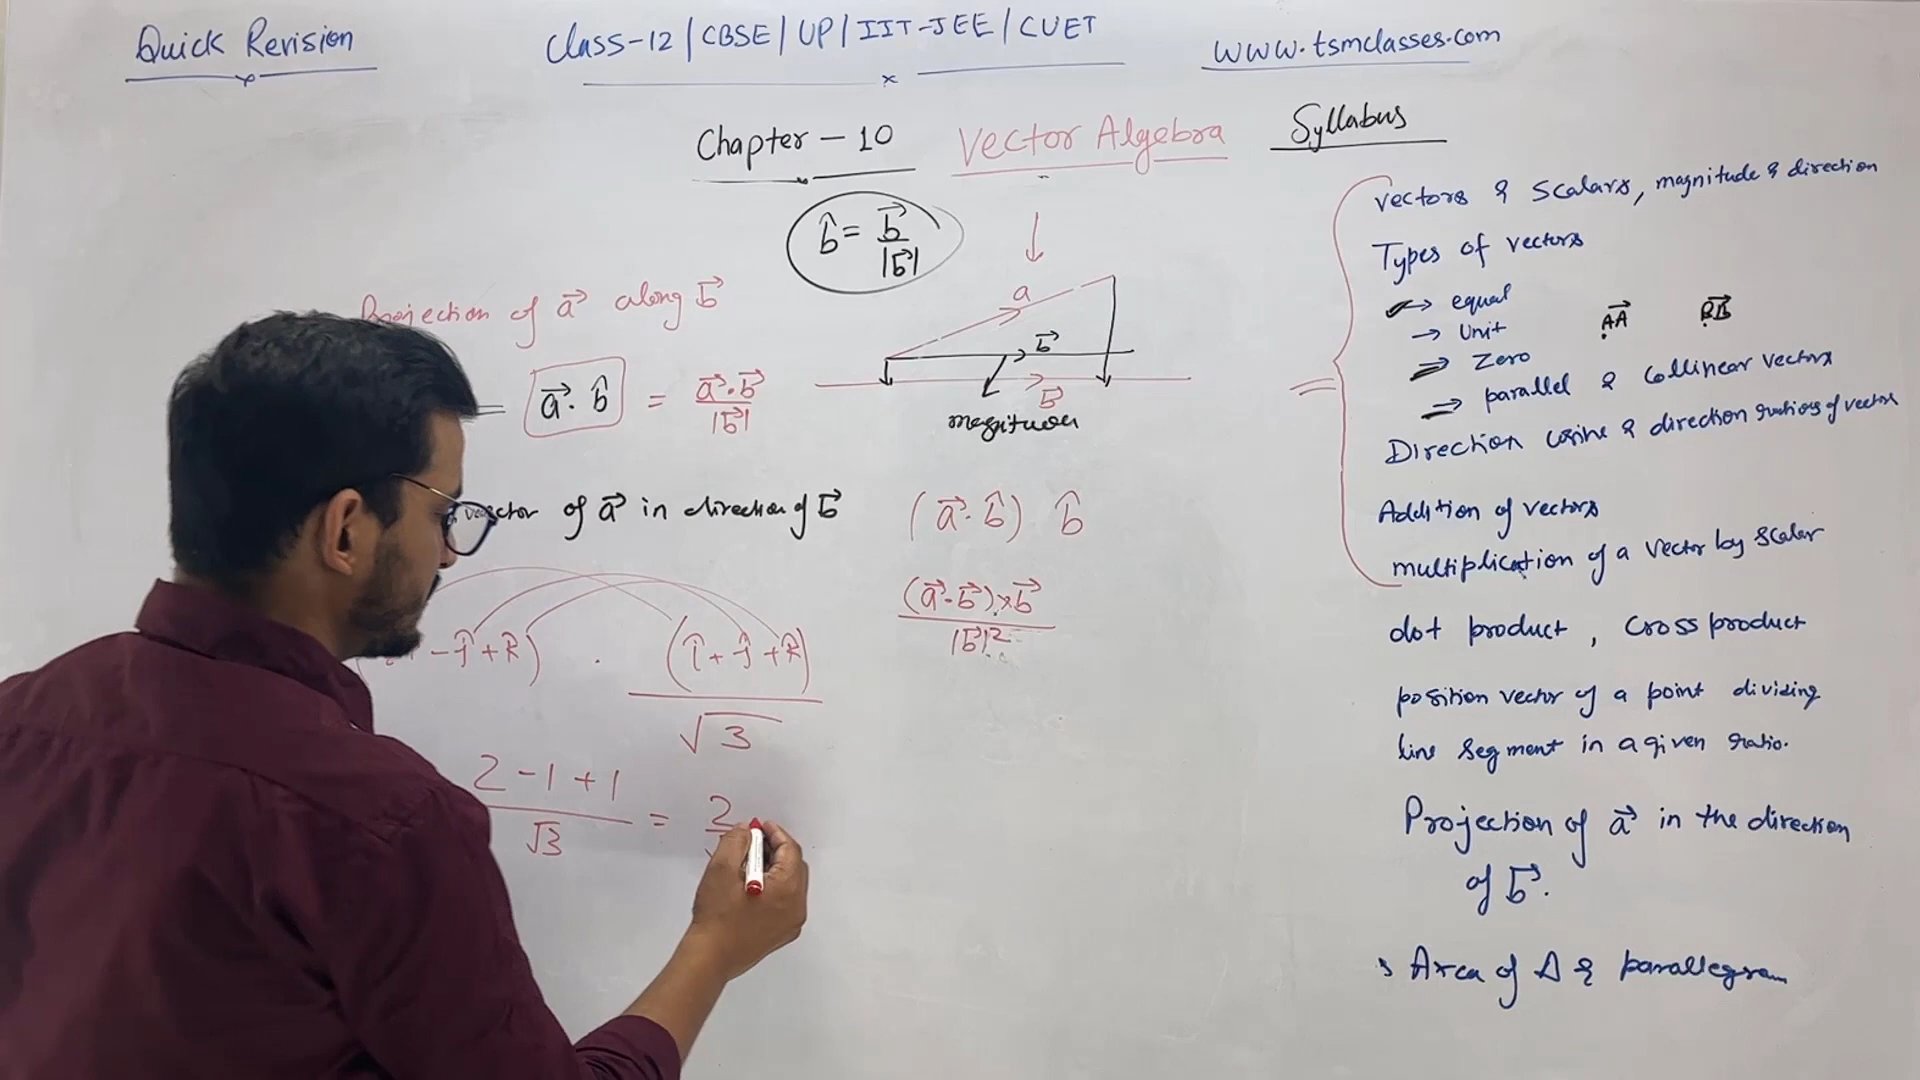 Quick Revision
Class-12 / CBSE / UP / IIT-JEE / CUET
www.tsmclasses.com
Chapter - 10 Vector Algebra
b̂ = b⃗ / |b⃗|
Projection of a⃗ along b⃗
= a⃗ . b̂ = a⃗.b⃗ / |b⃗|
a
b⃗
b⃗
magnitude
of a⃗ in direction of b⃗
(a⃗ . b̂) b̂
(a⃗.b⃗) × b⃗ / |b⃗|²
- ĵ + k̂) . (î + ĵ + k̂) / √3
2 - 1 + 1 / √3 = 2
Syllabus
vectors & Scalars, magnitude & direction
Types of vectors
→ equal
→ Unit
AA⃗ BB⃗
⇒ Zero
⇒ parallel & collinear vectors
Direction cosine & direction ratios of vector
Addition of vectors
multiplication of a vector by scalar
dot product , cross product
position vector of a point dividing
line segment in a given ratio.
Projection of a⃗ in the direction
of b⃗.
Area of Δ & parallegram